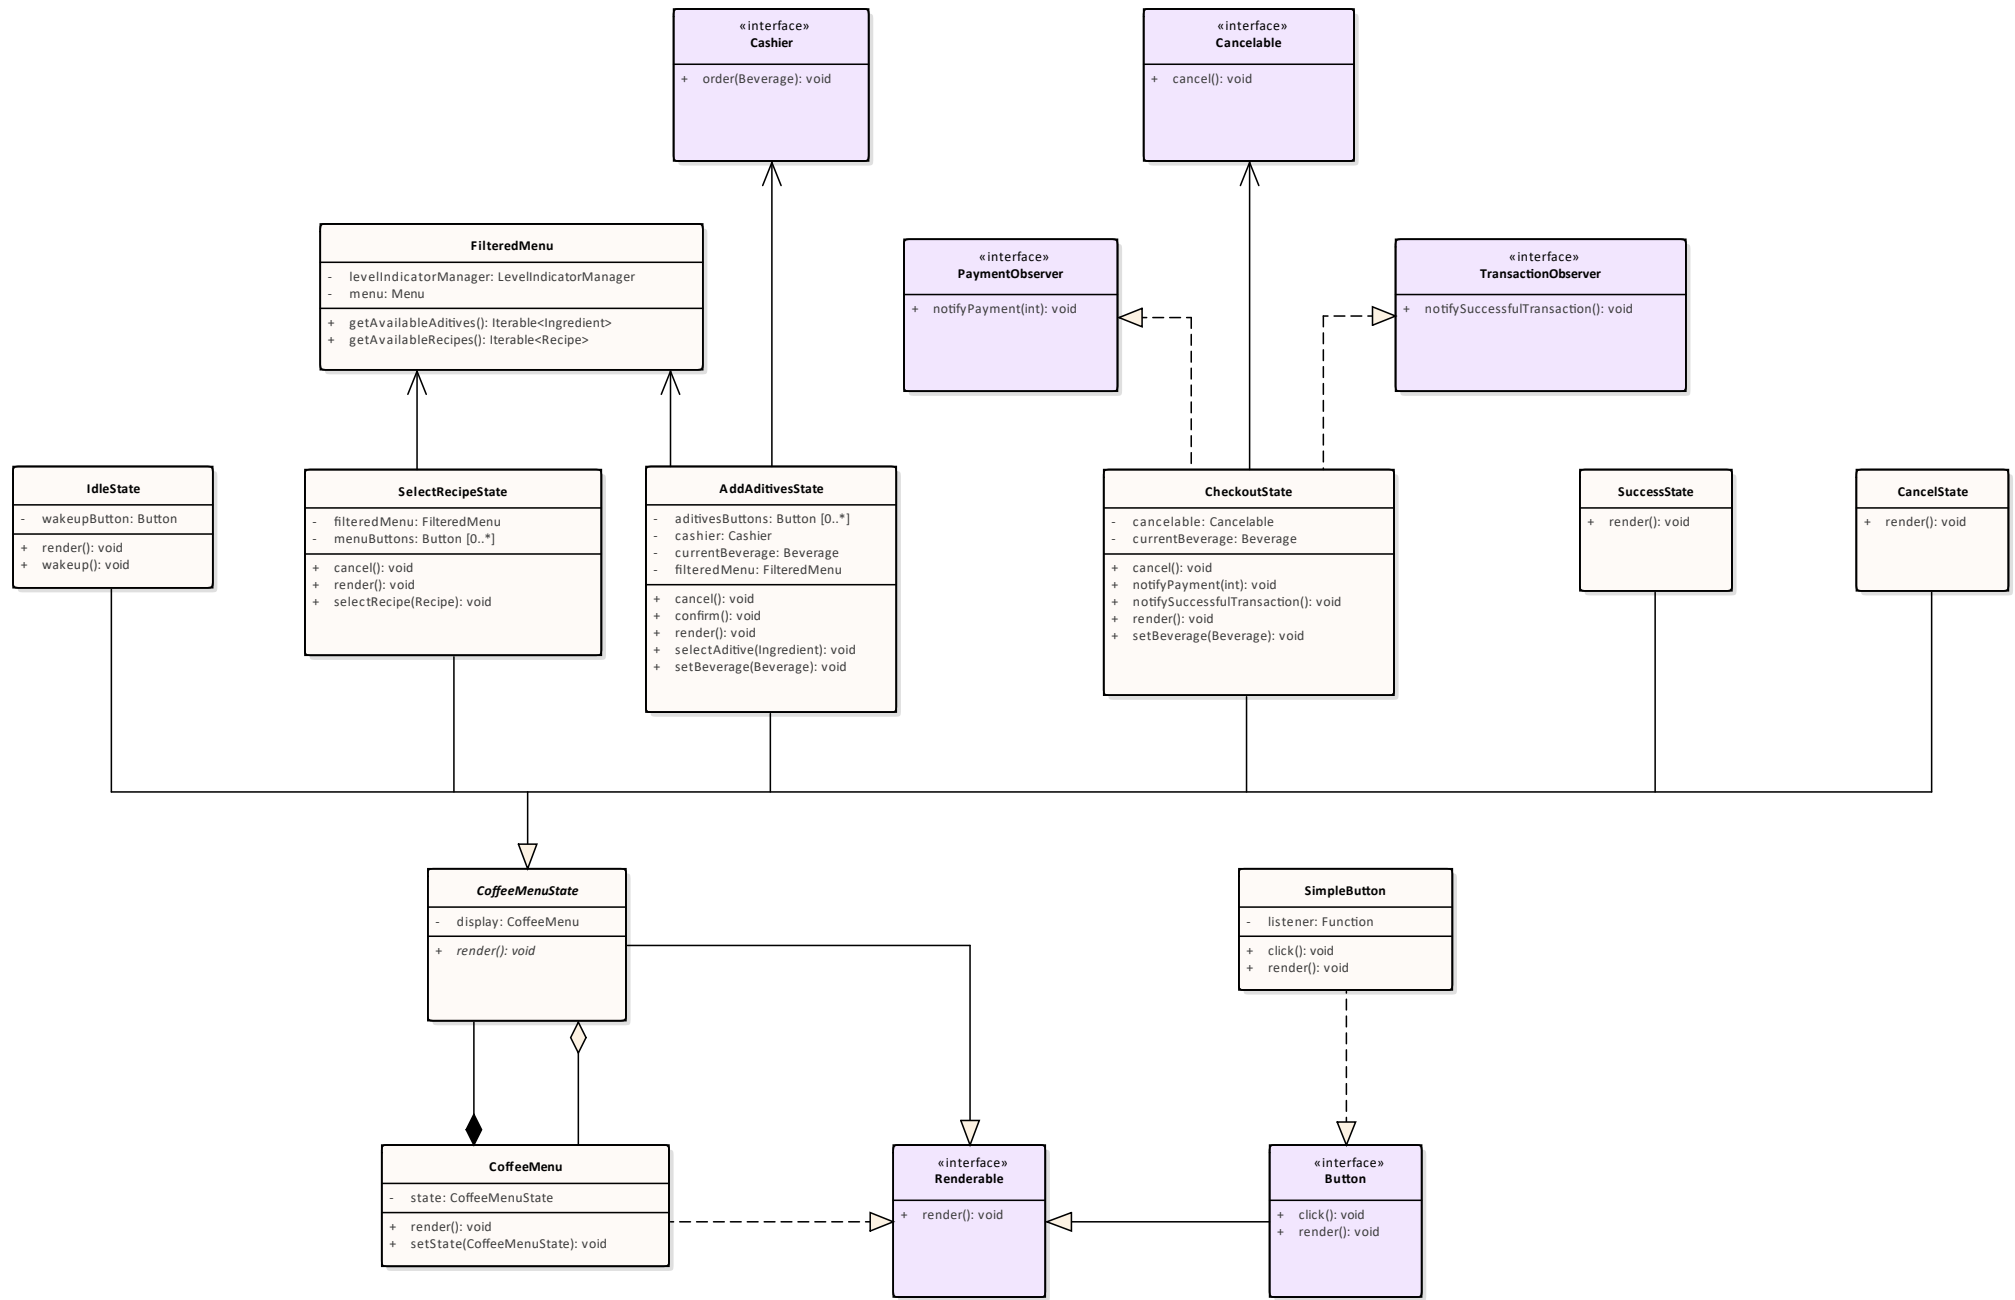 «interface»
Cashier
+ order(Beverage): void
«interface»
Cancelable
+ cancel(): void
FilteredMenu
- levelIndicatorManager: LevelIndicatorManager
- menu: Menu
+ getAvailableAditives(): Iterable<Ingredient>
+ getAvailableRecipes(): Iterable<Recipe>
«interface»
PaymentObserver
+ notifyPayment(int): void
«interface»
TransactionObserver
+ notifySuccessfulTransaction(): void
IdleState
- wakeupButton: Button
+ render(): void
+ wakeup(): void
SelectRecipeState
- filteredMenu: FilteredMenu
- menuButtons: Button [0..*]
+ cancel(): void
+ render(): void
+ selectRecipe(Recipe): void
AddAditivesState
- aditivesButtons: Button [0..*]
- cashier: Cashier
- currentBeverage: Beverage
- filteredMenu: FilteredMenu
+ cancel(): void
+ confirm(): void
+ render(): void
+ selectAditive(Ingredient): void
+ setBeverage(Beverage): void
CheckoutState
- cancelable: Cancelable
- currentBeverage: Beverage
+ cancel(): void
+ notifyPayment(int): void
+ notifySuccessfulTransaction(): void
+ render(): void
+ setBeverage(Beverage): void
SuccessState
+ render(): void
CancelState
+ render(): void
CoffeeMenuState
- display: CoffeeMenu
+ render(): void
SimpleButton
- listener: Function
+ click(): void
+ render(): void
CoffeeMenu
- state: CoffeeMenuState
+ render(): void
+ setState(CoffeeMenuState): void
«interface»
Renderable
+ render(): void
«interface»
Button
+ click(): void
+ render(): void